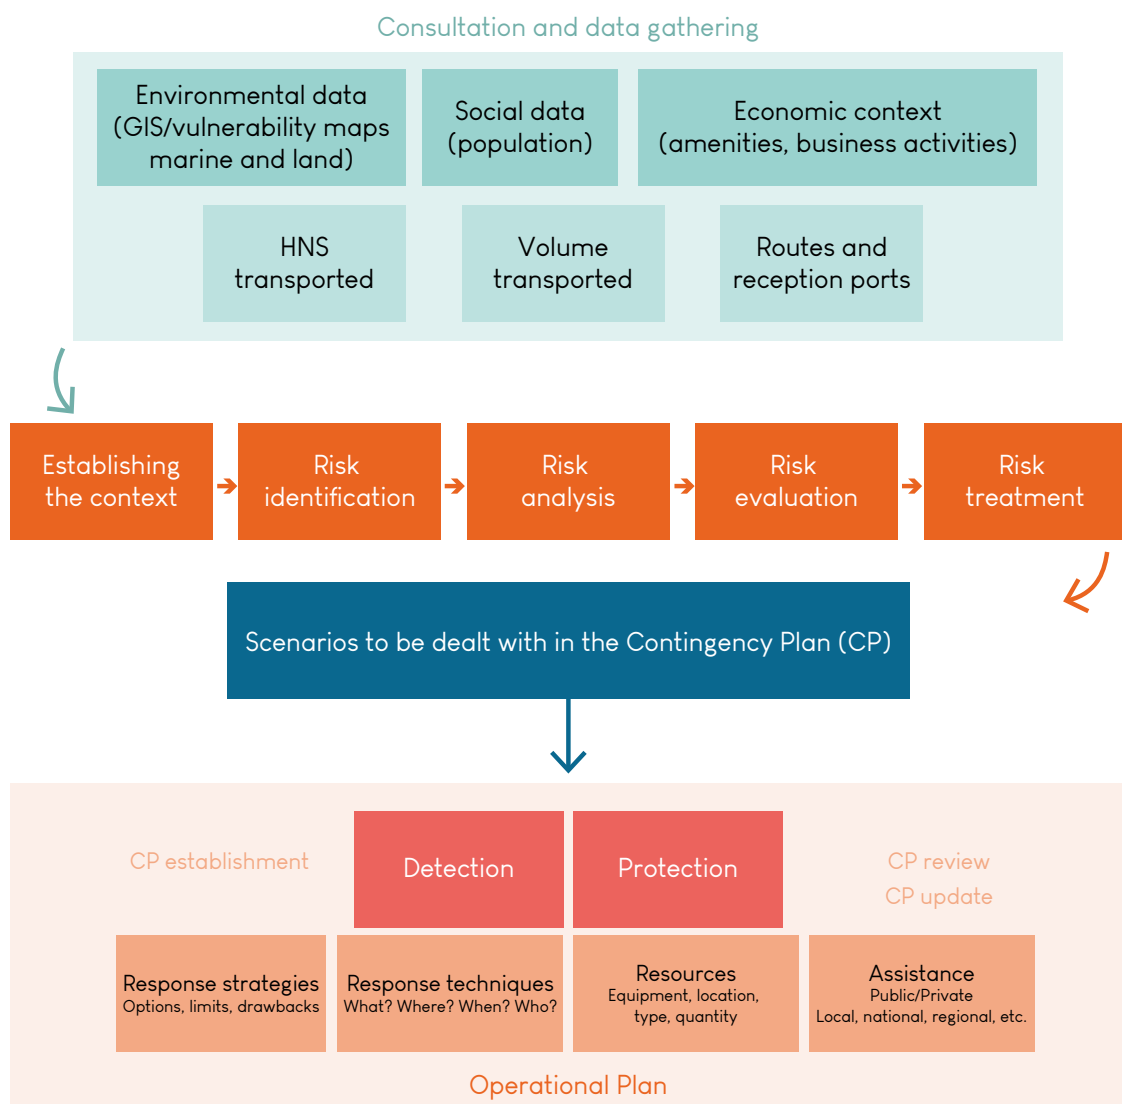 Consultation and data gathering
Environmental data
(GIS/vulnerability maps
marine and land)
Social data
(population)
Economic context
(amenities, business activities)
HNS
transported
Volume
transported
Routes and
reception ports
Establishing
the context
Risk
identification
Risk
analysis
Risk
evaluation
Risk
treatment
Scenarios to be dealt with in the Contingency Plan (CP)
CP establishment
Detection
Protection
CP review
CP update
Response strategies
Options, limits, drawbacks
Response techniques
What? Where? When? Who?
Resources
Equipment, location,
type, quantity
Assistance
Public/Private
Local, national, regional, etc.
Operational Plan